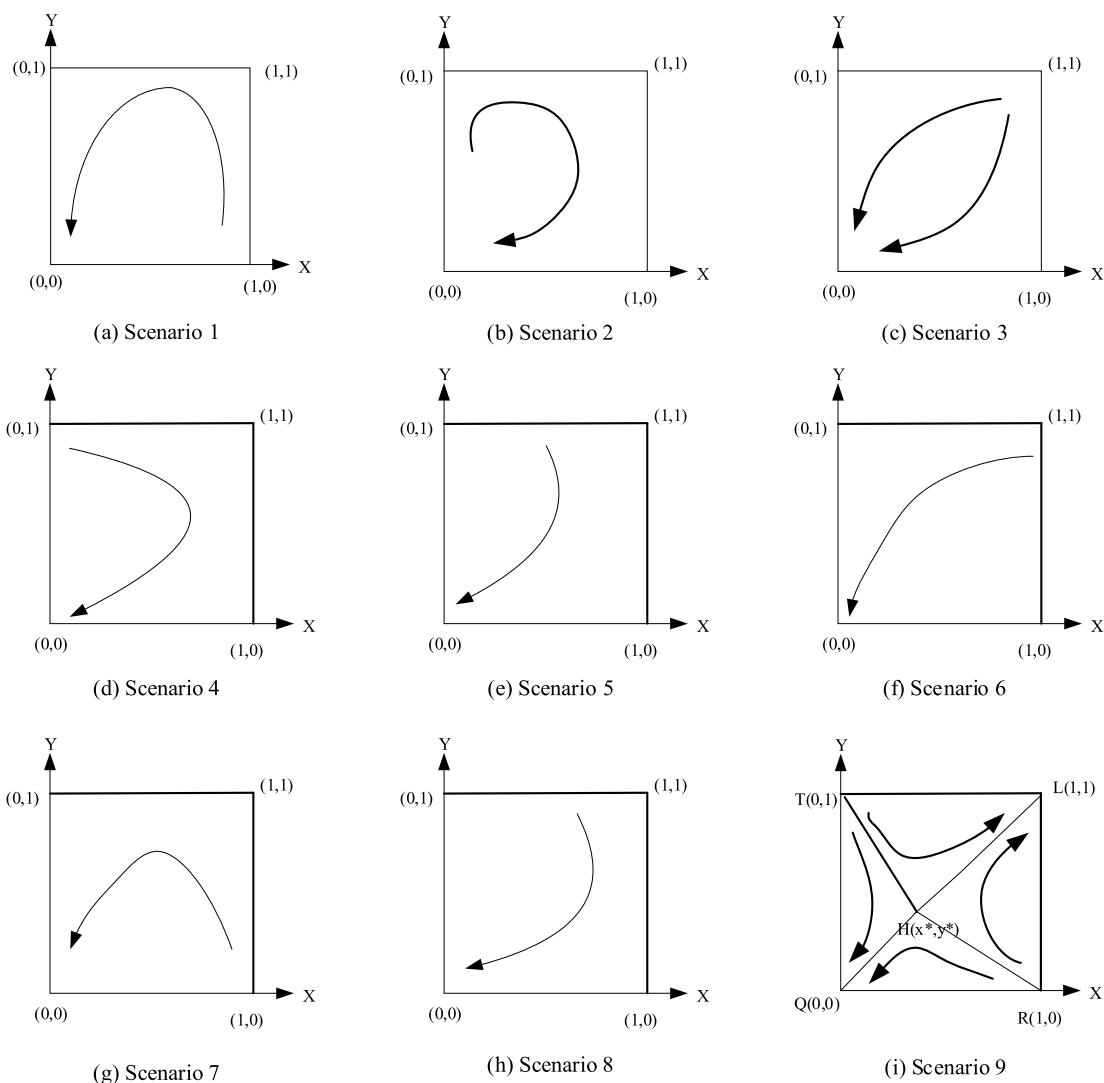 Y
(0,1)
(1,1)
(0,0)
(1,0)
X
(a) Scenario 1
Y
(0,1)
(1,1)
(0,0)
(1,0)
X
(b) Scenario 2
Y
(0,1)
(1,1)
(0,0)
(1,0)
X
(c) Scenario 3
Y
(0,1)
(1,1)
(0,0)
(1,0)
X
(d) Scenario 4
Y
(0,1)
(1,1)
(0,0)
(1,0)
X
(e) Scenario 5
Y
(0,1)
(1,1)
(0,0)
(1,0)
X
(f) Scenario 6
Y
(0,1)
(1,1)
(0,0)
(1,0)
X
(g) Scenario 7
Y
(0,1)
(1,1)
(0,0)
(1,0)
X
(h) Scenario 8
Y
T(0,1)
L(1,1)
H(x*,y*)
Q(0,0)
R(1,0)
X
(i) Scenario 9